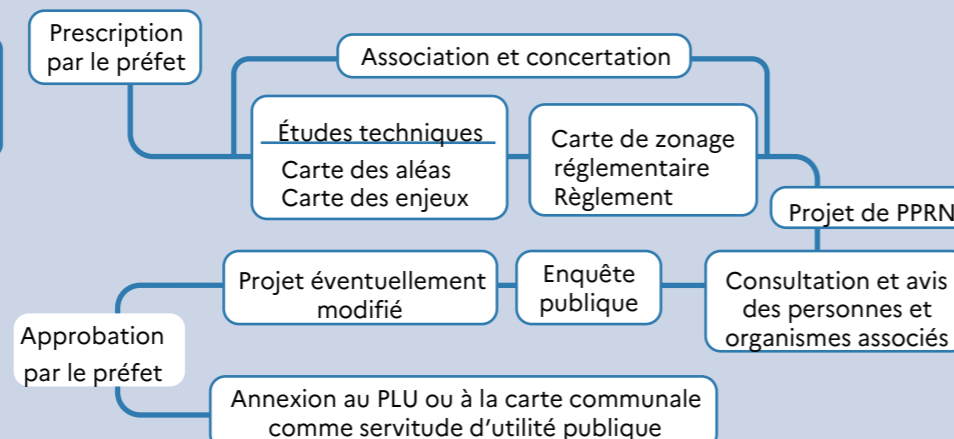 Prescription
par le préfet
Association et concertation
Études techniques
Carte des aléas
Carte des enjeux
Carte de zonage
réglementaire
Règlement
Projet de PPRN
Consultation et avis
des personnes et
organismes associés
Enquête
publique
Projet éventuellement
modifié
Approbation
par le préfet
Annexion au PLU ou à la carte communale
comme servitude d'utilité publique